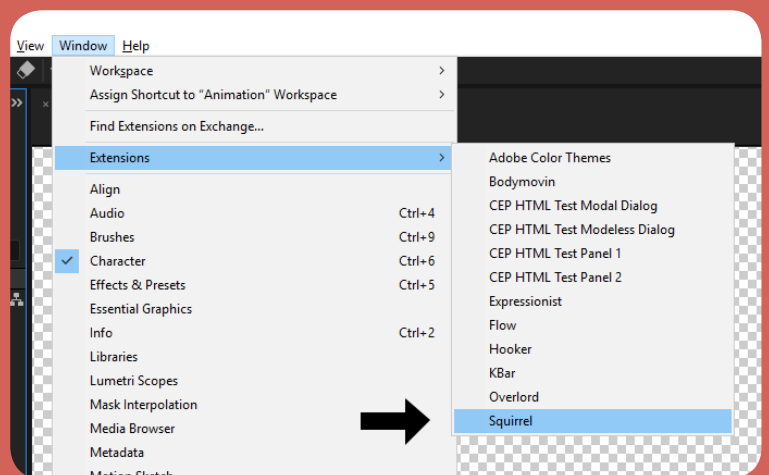 View Window Help
Workspace
Assign Shortcut to “Animation” Workspace
Find Extensions on Exchange...
Extensions
Align
Audio Ctrl+4
Brushes Ctrl+9
Character Ctrl+6
Effects & Presets Ctrl+5
Essential Graphics
Info Ctrl+2
Libraries
Lumetri Scopes
Mask Interpolation
Media Browser
Metadata
Motion Sketch
Adobe Color Themes
Bodymovin
CEP HTML Test Modal Dialog
CEP HTML Test Modeless Dialog
CEP HTML Test Panel 1
CEP HTML Test Panel 2
Expressionist
Flow
Hooker
KBar
Overlord
Squirrel